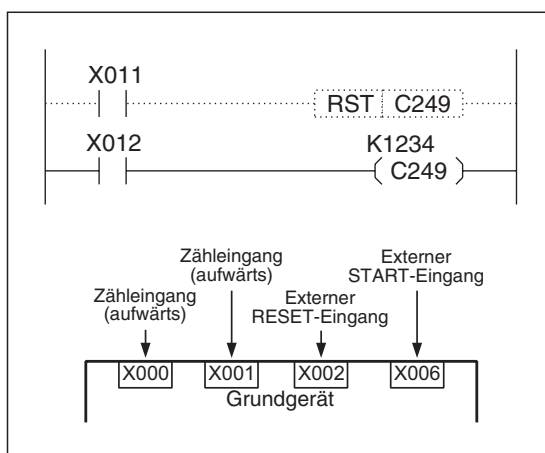 X011
RST C249
X012
K1234
C249
Zähleingang
(aufwärts)
Zähleingang
(aufwärts)
Externer
RESET-Eingang
Externer
START-Eingang
X000 X001 X002 X006
Grundgerät